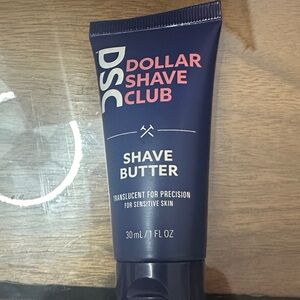 DSC
DOLLAR
SHAVE
CLUB
SHAVE
BUTTER
TRANSLUCENT FOR PRECISION
FOR SENSITIVE SKIN
30 mL / 1 FL OZ